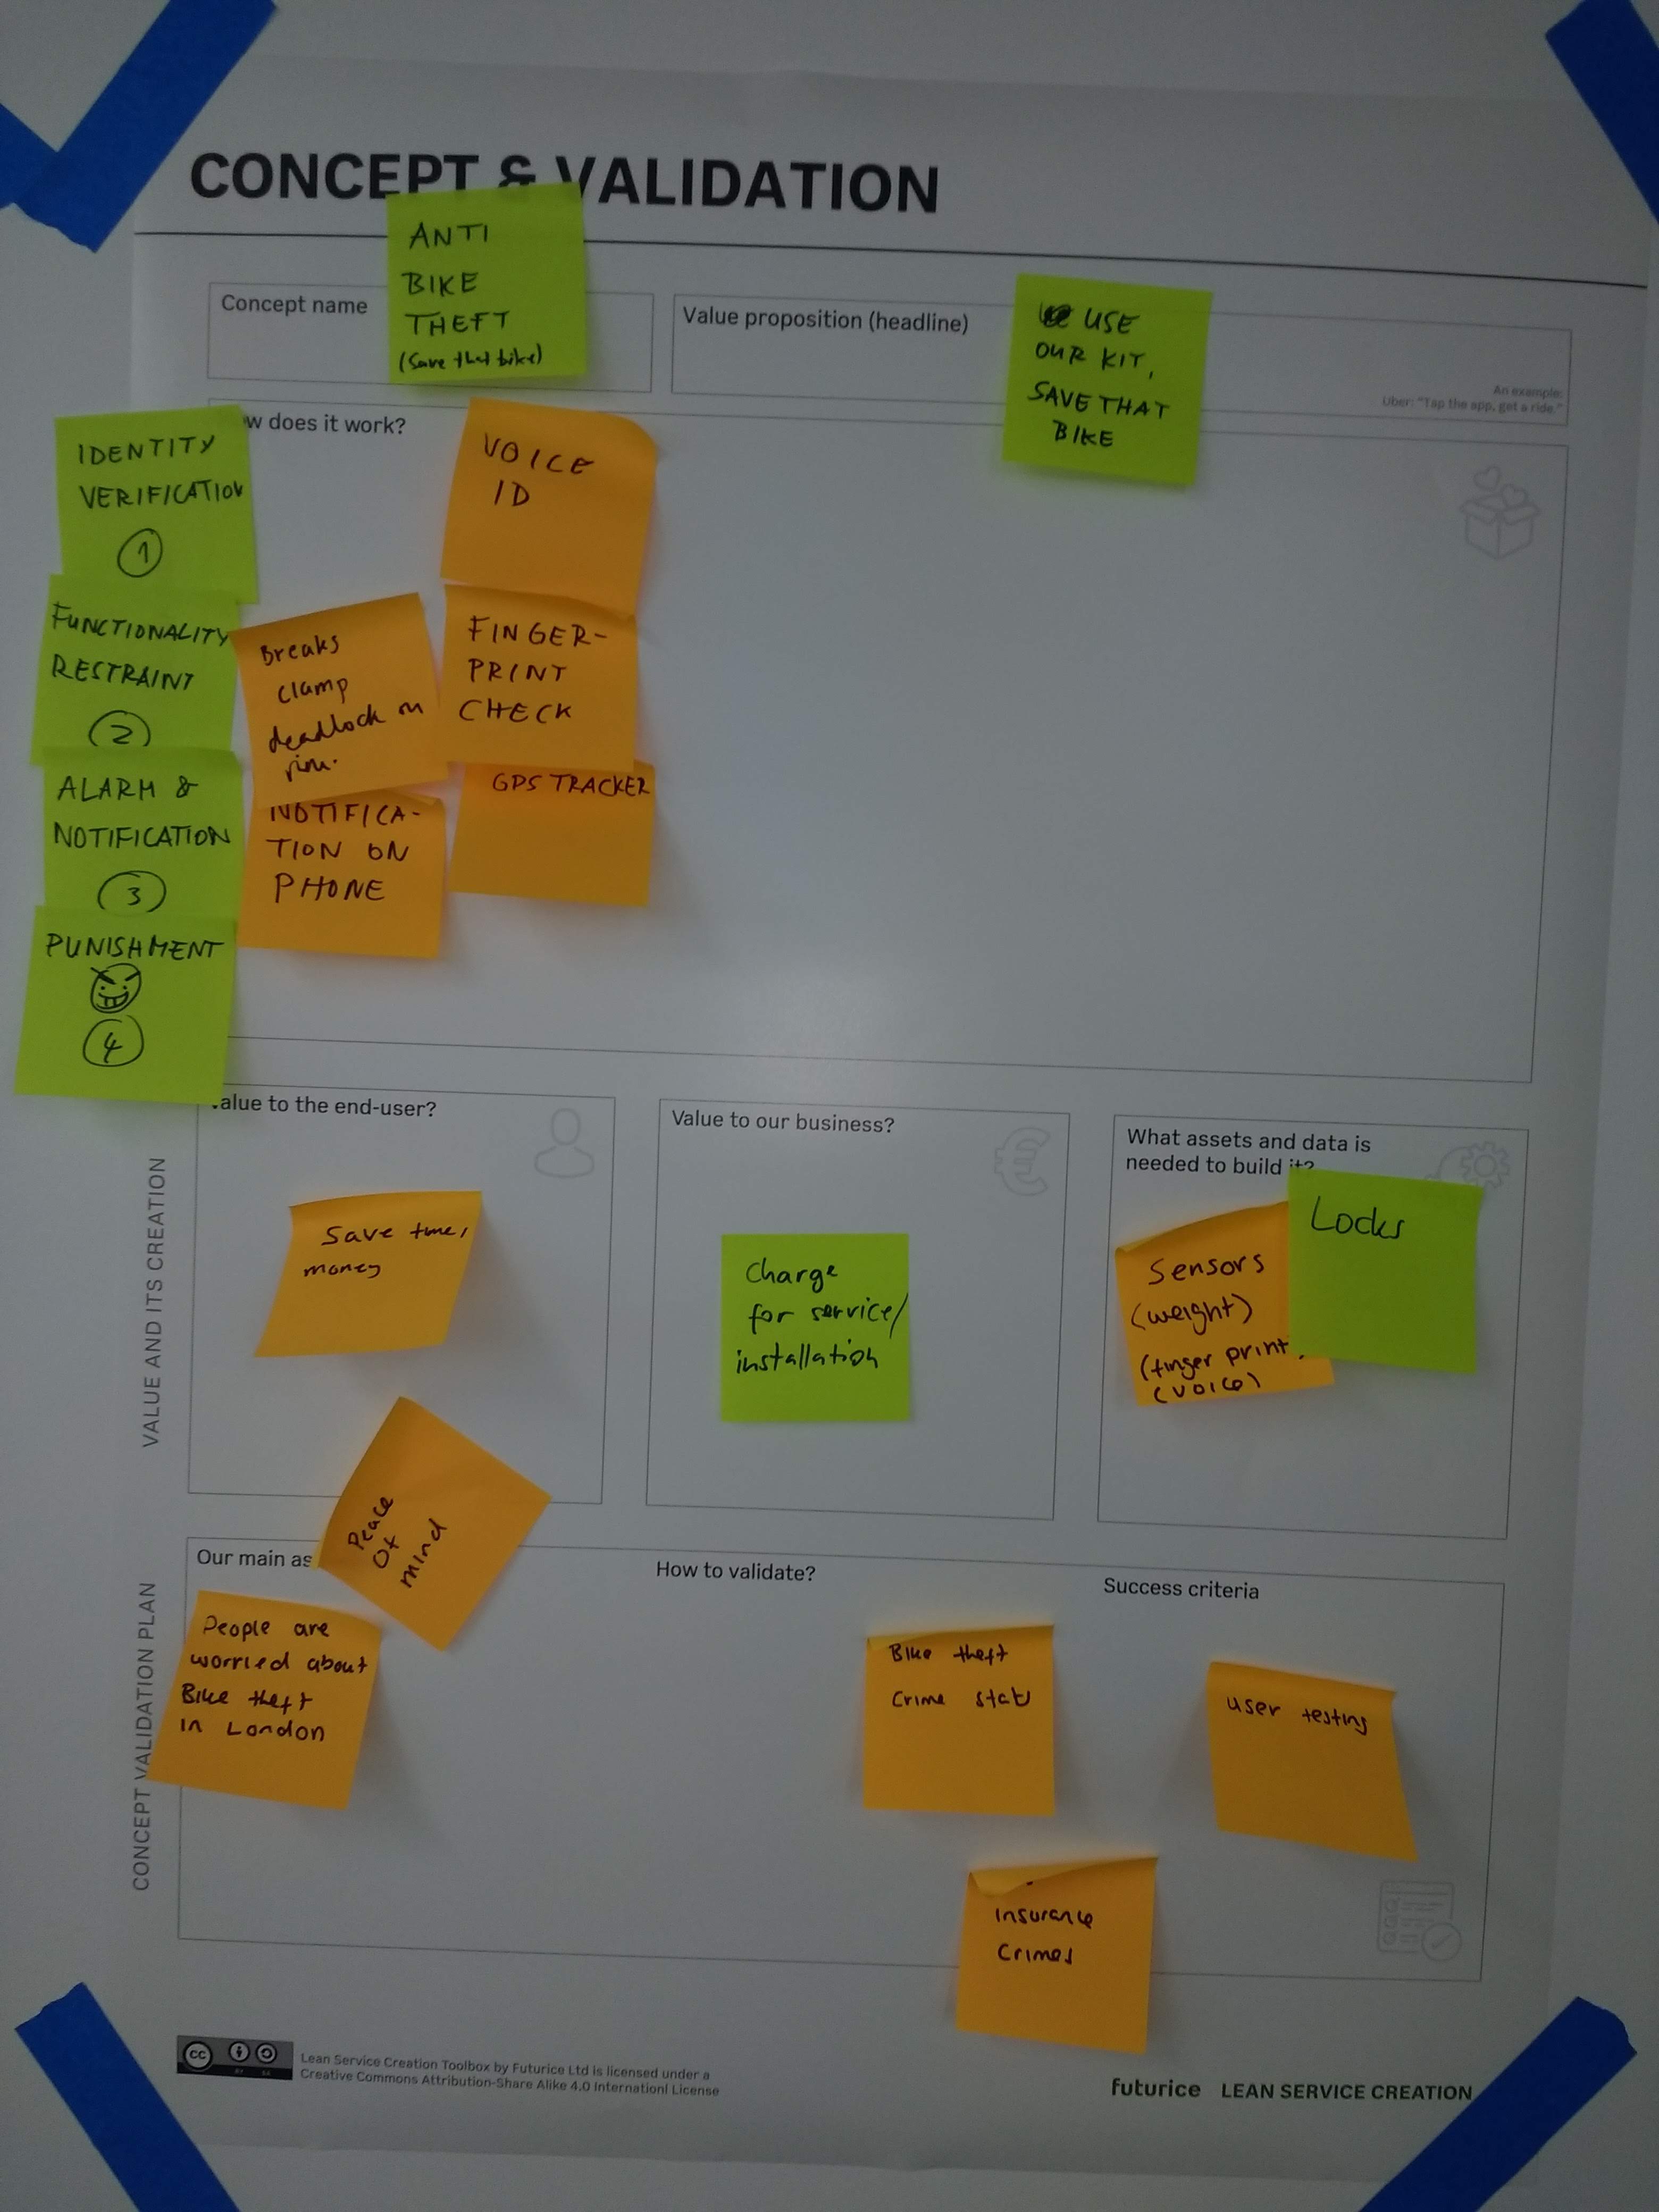 CONCEPT & VALIDATION
ANTI
BIKE
THEFT
(Save that bike)
Concept name
Value proposition (headline)
USE
OUR KIT,
SAVE THAT
BIKE
An example:
Uber: "Tap the app, get a ride."
w does it work?
IDENTITY
VERIFICATION
1
FUNCTIONALITY
RESTRAINT
2
ALARM &
NOTIFICATION
3
PUNISHMENT
4
VOICE
ID
Breaks
clamp
deadlock on
rim.
FINGER-
PRINT
CHECK
NOTIFICA-
TION ON
PHONE
GPS TRACKER
VALUE AND ITS CREATION
alue to the end-user?
Save time,
money
Peace
Of
mind
Value to our business?
Charge
for service/
installation
What assets and data is
needed to build it?
Sensors
(weight)
(finger print
(voice)
Locks
CONCEPT VALIDATION PLAN
Our main as
People are
worried about
Bike theft
in London
How to validate?
Bike theft
Crime stats
Insurance
Crimes
Success criteria
user testing
cc
Lean Service Creation Toolbox by Futurice Ltd is licensed under a
Creative Commons Attribution-Share Alike 4.0 Internationl License
futurice LEAN SERVICE CREATION